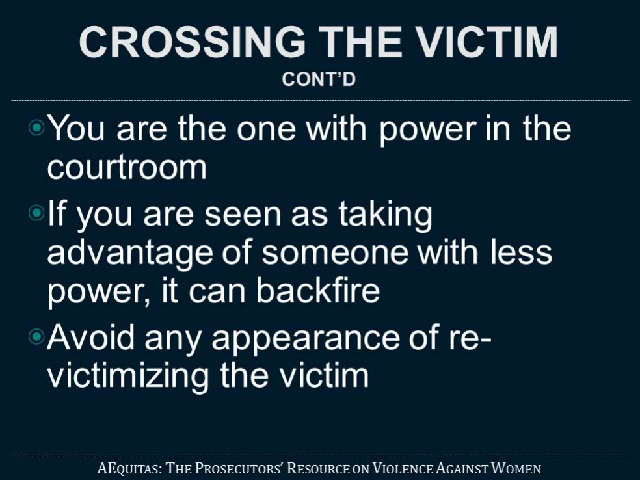 CROSSING THE VICTIM
CONT'D
You are the one with power in the
courtroom
If you are seen as taking
advantage of someone with less
power, it can backfire
Avoid any appearance of re-
victimizing the victim
AEQUITAS: THE PROSECUTORS' RESOURCE ON VIOLENCE AGAINST WOMEN